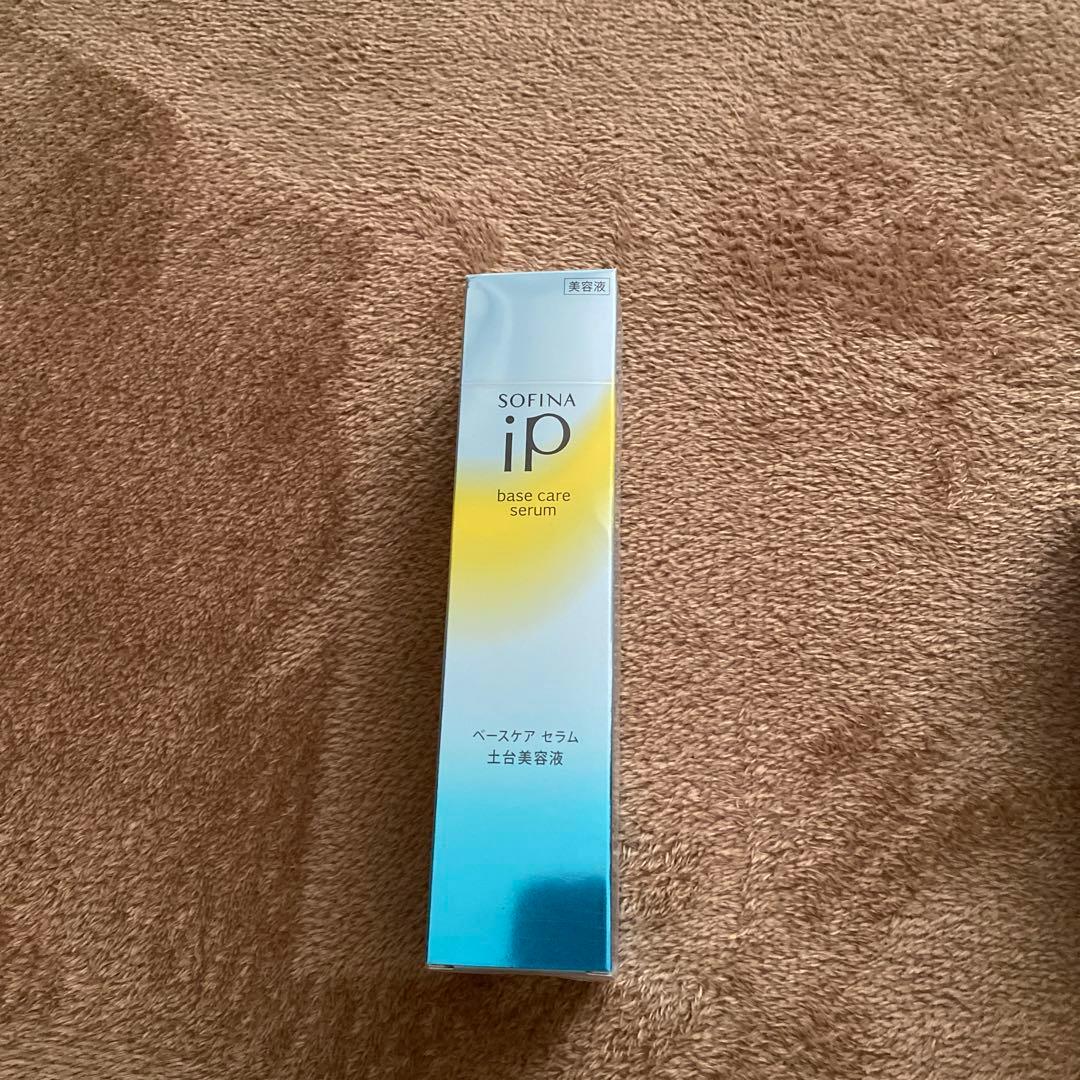 美容液
SOFINA
iP
base care
serum
ベースケア セラム
土台美容液